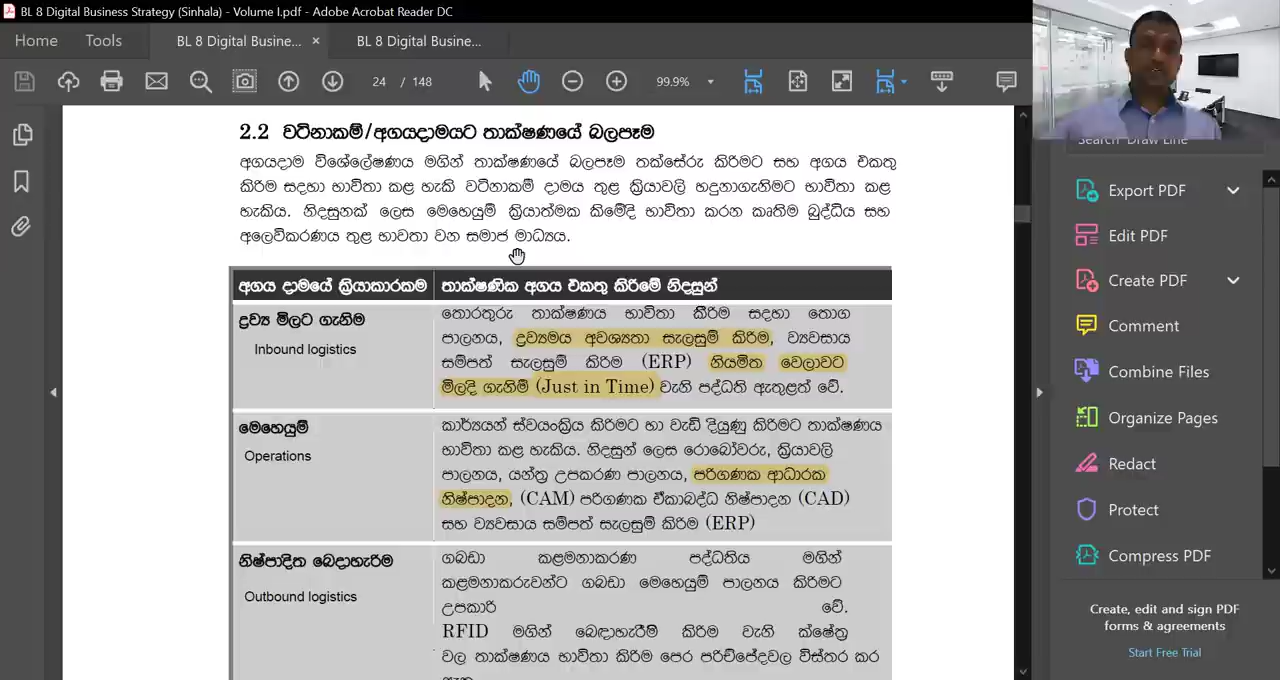 BL 8 Digital Business Strategy (Sinhala) - Volume I.pdf - Adobe Acrobat Reader DC
Home Tools BL 8 Digital Busine... × BL 8 Digital Busine...
24 / 148 99.9%
2.2 වටිනාකම්/අගයදාමයට තාක්ෂණයේ බලපෑම
අගයදාම විශේල්ෂණය මගින් තාක්ෂණයේ බලපෑම තක්සේරු කිරීමට සහ අගය එකතු
කිරීම සඳහා භාවිතා කළ හැකි වටිනාකම් දාමය තුළ ක්‍රියාවලි හඳුනාගැනීමට භාවිතා කළ
හැකිය. නිදසුනක් ලෙස මෙහෙයුම් ක්‍රියාත්මක කිමේදි භාවිතා කරන කෘතිම බුද්ධිය සහ
අලෙවිකරණය තුළ භාවතා වන සමාජ මාධ්‍යය.
අගය දාමයේ ක්‍රියාකාරකම
තාක්ෂණික අගය එකතු කිරීමේ නිදසුන්
ද්‍රව්‍ය මිලට ගැනීම
Inbound logistics
තොරතුරු තාක්ෂණය භාවිතා කිරීම සඳහා තොග
පාලනය, ද්‍රව්‍යමය අවශ්‍යතා සැලසුම් කිරීම, ව්‍යවසාය
සම්පත් සැලසුම් කිරීම (ERP) නියමිත වෙලාවට
මිලදී ගැනීම් (Just in Time) වැනි පද්ධති ඇතුළත් වේ.
මෙහෙයුම්
Operations
කාර්යයන් ස්වයංක්‍රිය කිරීමට හා වැඩි දියුණු කිරීමට තාක්ෂණය
භාවිතා කළ හැකිය. නිදසුන් ලෙස රොබෝවරු, ක්‍රියාවලි
පාලනය, යන්ත්‍ර උපකරණ පාලනය, පරිගණක ආධාරක
නිෂ්පාදන, (CAM) පරිගණක ඒකාබද්ධ නිෂ්පාදන (CAD)
සහ ව්‍යවසාය සම්පත් සැලසුම් කිරීම (ERP)
නිෂ්පාදිත බෙදාහැරීම
Outbound logistics
ගබඩා කළමනාකරණ පද්ධතිය මගින්
කළමනාකරුවන්ට ගබඩා මෙහෙයුම් පාලනය කිරීමට
උපකාරි වේ.
RFID මගින් බෙඳාහැරීම් කිරීම වැනි ක්ෂේත්‍ර
වල තාක්ෂණය භාවිතා කිරීම පෙර පරිච්ඡේදවල විස්තර කර
Search 'Draw Line'
Export PDF
Edit PDF
Create PDF
Comment
Combine Files
Organize Pages
Redact
Protect
Compress PDF
Create, edit and sign PDF
forms & agreements
Start Free Trial